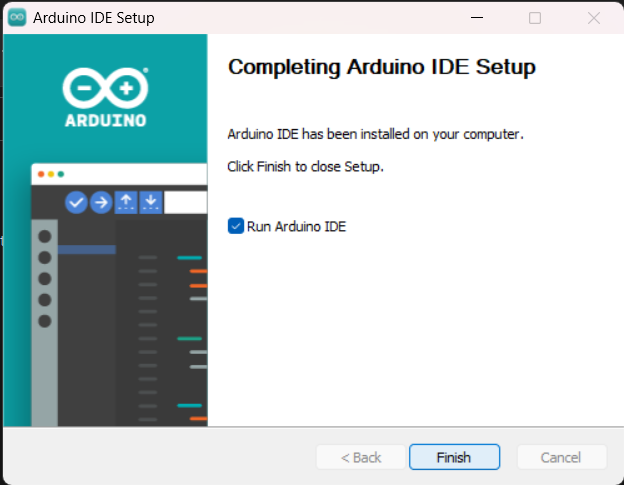 Arduino IDE Setup
ARDUINO
Completing Arduino IDE Setup
Arduino IDE has been installed on your computer.
Click Finish to close Setup.
Run Arduino IDE
< Back
Finish
Cancel